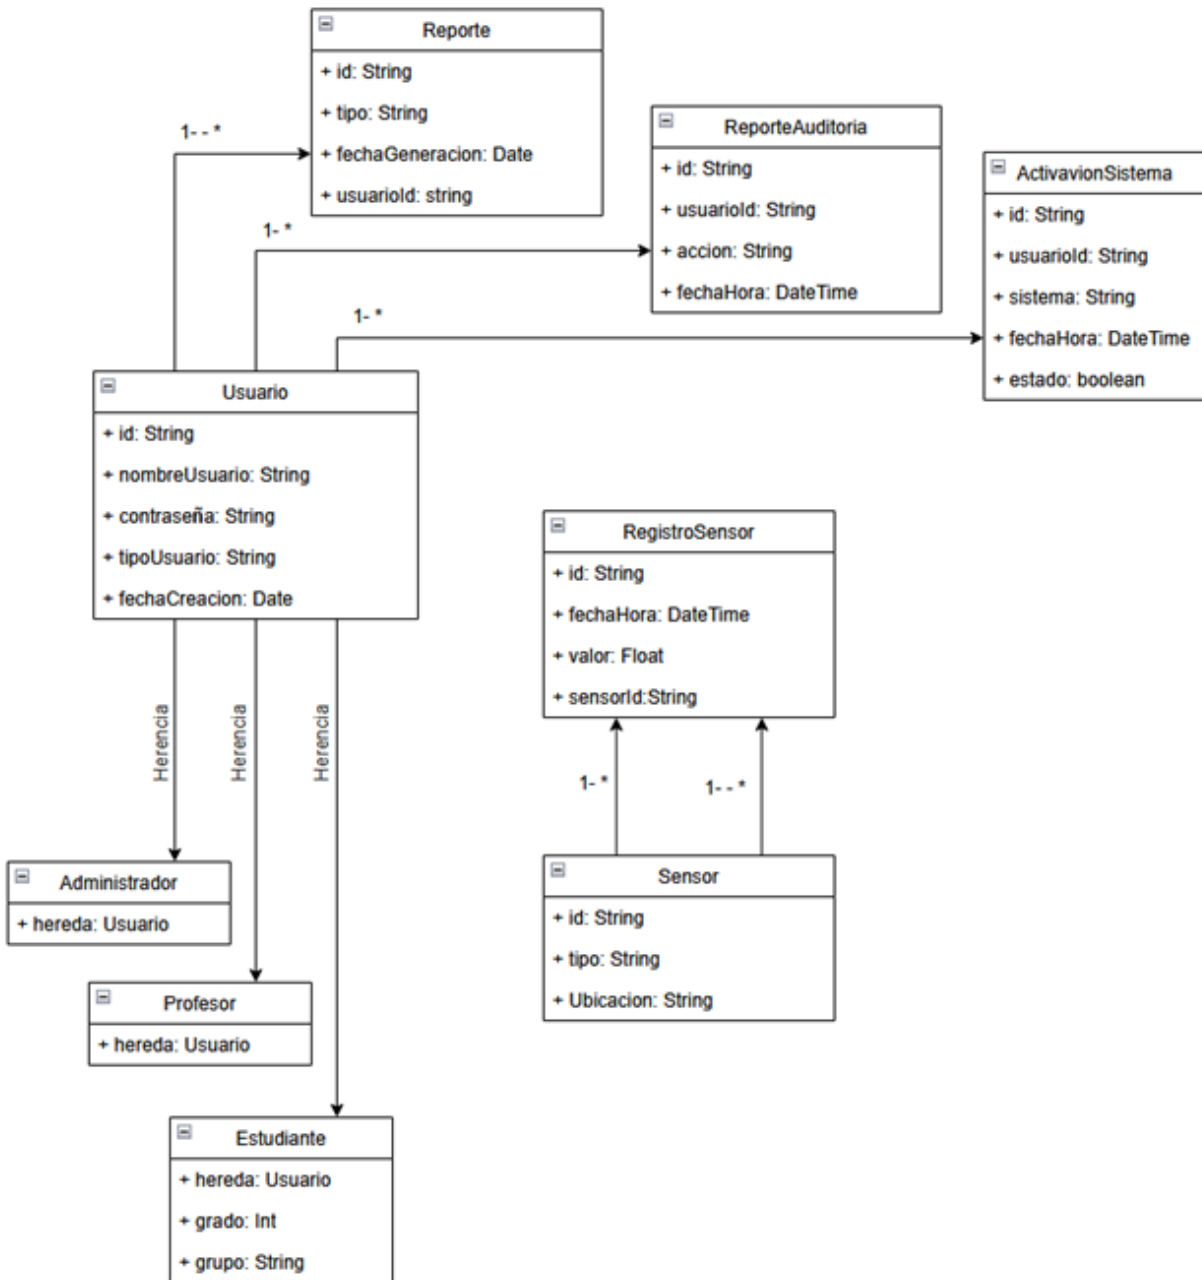 Reporte
+ id: String
+ tipo: String
+ fechaGeneracion: Date
+ usuarioId: string
1- - *
ReporteAuditoria
+ id: String
+ usuarioId: String
+ accion: String
+ fechaHora: DateTime
1- *
ActivavionSistema
+ id: String
+ usuarioId: String
+ sistema: String
+ fechaHora: DateTime
+ estado: boolean
1- *
Usuario
+ id: String
+ nombreUsuario: String
+ contraseña: String
+ tipoUsuario: String
+ fechaCreacion: Date
RegistroSensor
+ id: String
+ fechaHora: DateTime
+ valor: Float
+ sensorId:String
Herencia
Herencia
Herencia
1- *
1- - *
Sensor
+ id: String
+ tipo: String
+ Ubicacion: String
Administrador
+ hereda: Usuario
Profesor
+ hereda: Usuario
Estudiante
+ hereda: Usuario
+ grado: Int
+ grupo: String